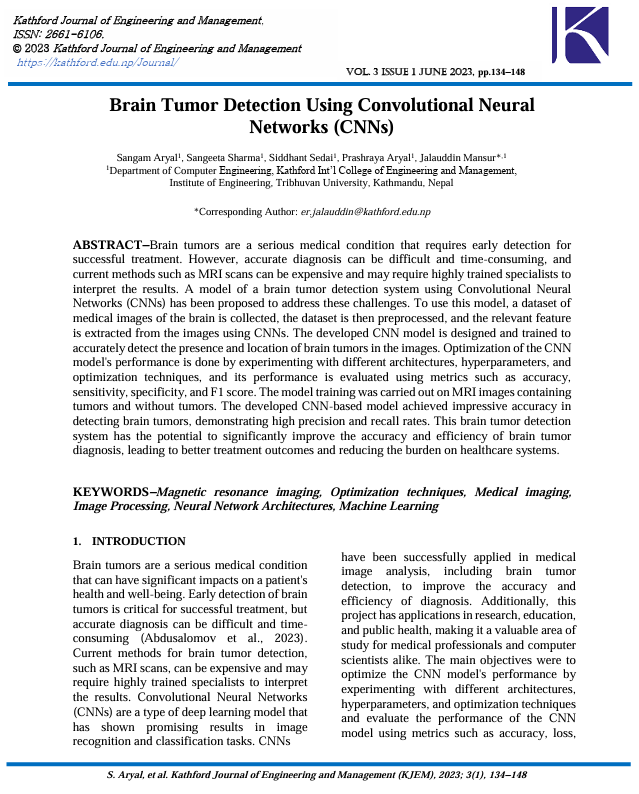 Kathford Journal of Engineering and Management,
ISSN: 2661-6106.
© 2023 Kathford Journal of Engineering and Management
https://kathford.edu.np/Journal/
K
VOL. 3 ISSUE 1 JUNE 2023, pp.134–148
Brain Tumor Detection Using Convolutional Neural
Networks (CNNs)
Sangam Aryal¹, Sangeeta Sharma¹, Siddhant Sedai¹, Prashraya Aryal¹, Jalauddin Mansur*,¹
¹Department of Computer Engineering, Kathford Int'l College of Engineering and Management,
Institute of Engineering, Tribhuvan University, Kathmandu, Nepal
*Corresponding Author: er.jalauddin@kathford.edu.np
ABSTRACT–Brain tumors are a serious medical condition that requires early detection for
successful treatment. However, accurate diagnosis can be difficult and time-consuming, and
current methods such as MRI scans can be expensive and may require highly trained specialists to
interpret the results. A model of a brain tumor detection system using Convolutional Neural
Networks (CNNs) has been proposed to address these challenges. To use this model, a dataset of
medical images of the brain is collected, the dataset is then preprocessed, and the relevant feature
is extracted from the images using CNNs. The developed CNN model is designed and trained to
accurately detect the presence and location of brain tumors in the images. Optimization of the CNN
model's performance is done by experimenting with different architectures, hyperparameters, and
optimization techniques, and its performance is evaluated using metrics such as accuracy,
sensitivity, specificity, and F1 score. The model training was carried out on MRI images containing
tumors and without tumors. The developed CNN-based model achieved impressive accuracy in
detecting brain tumors, demonstrating high precision and recall rates. This brain tumor detection
system has the potential to significantly improve the accuracy and efficiency of brain tumor
diagnosis, leading to better treatment outcomes and reducing the burden on healthcare systems.
KEYWORDS–Magnetic resonance imaging, Optimization techniques, Medical imaging,
Image Processing, Neural Network Architectures, Machine Learning
1. INTRODUCTION
Brain tumors are a serious medical condition
that can have significant impacts on a patient's
health and well-being. Early detection of brain
tumors is critical for successful treatment, but
accurate diagnosis can be difficult and time-
consuming (Abdusalomov et al., 2023).
Current methods for brain tumor detection,
such as MRI scans, can be expensive and may
require highly trained specialists to interpret
the results. Convolutional Neural Networks
(CNNs) are a type of deep learning model that
has shown promising results in image
recognition and classification tasks. CNNs
have been successfully applied in medical
image analysis, including brain tumor
detection, to improve the accuracy and
efficiency of diagnosis. Additionally, this
project has applications in research, education,
and public health, making it a valuable area of
study for medical professionals and computer
scientists alike. The main objectives were to
optimize the CNN model's performance by
experimenting with different architectures,
hyperparameters, and optimization techniques
and evaluate the performance of the CNN
model using metrics such as accuracy, loss,
S. Aryal, et al. Kathford Journal of Engineering and Management (KJEM), 2023; 3(1), 134–148